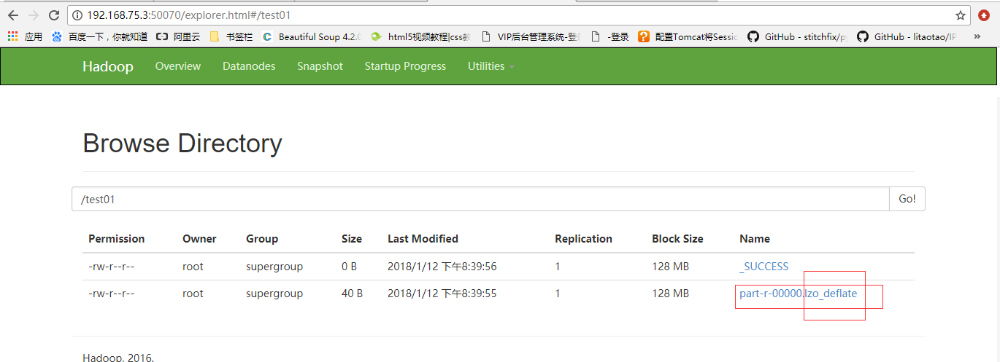 192.168.75.3:50070/explorer.html#/test01
应用 百度一下，你就知道 阿里云 书签栏 Beautiful Soup 4.2.0 html5视频教程|css教 VIP后台管理系统-登 -登录 配置Tomcat将Sessio GitHub - stitchfix/p GitHub - litaotao/IP »
Hadoop Overview Datanodes Snapshot Startup Progress Utilities
Browse Directory
/test01 Go!
Permission Owner Group Size Last Modified Replication Block Size Name
-rw-r--r-- root supergroup 0 B 2018/1/12 下午8:39:56 1 128 MB _SUCCESS
-rw-r--r-- root supergroup 40 B 2018/1/12 下午8:39:55 1 128 MB part-r-00000.lzo_deflate
Hadoop, 2016.